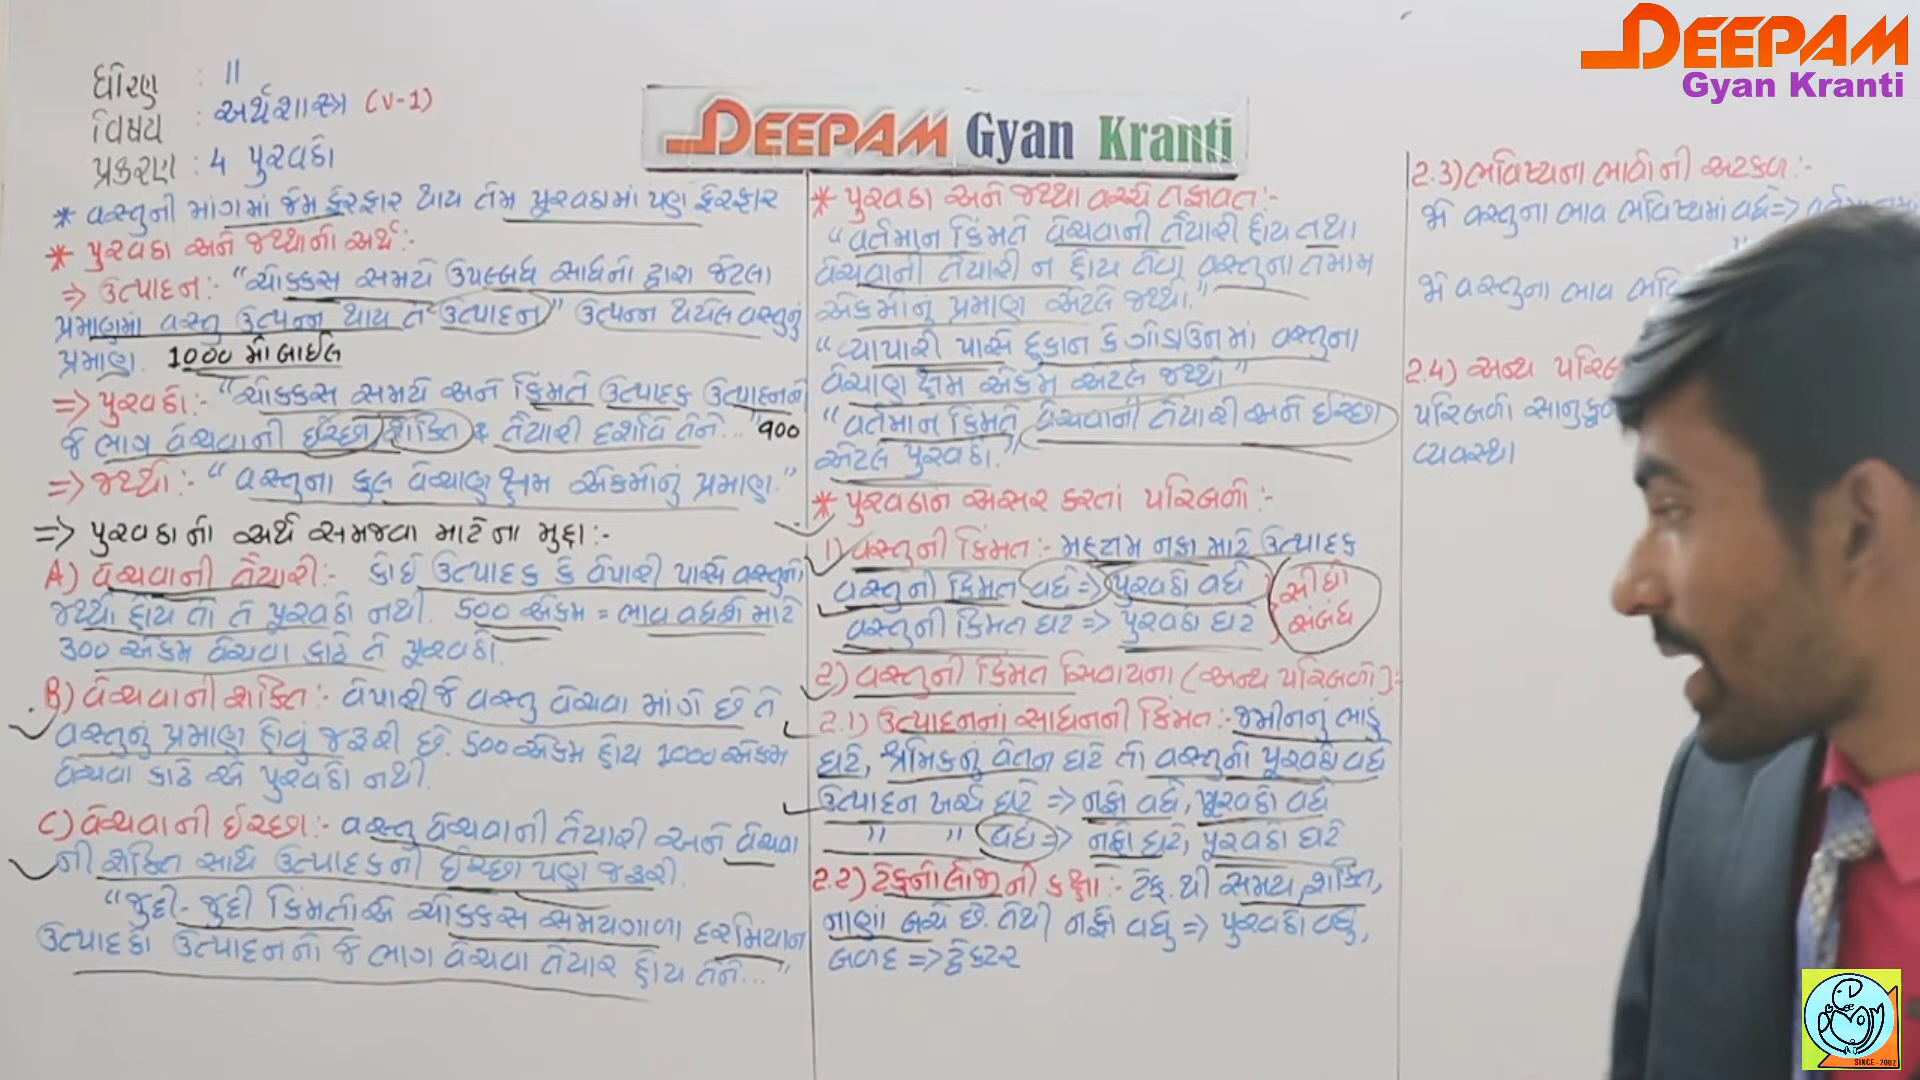 DEEPAM
Gyan Kranti
ધોરણ : 11
વિષય : અર્થશાસ્ત્ર (V-1)
પ્રકરણ : 4 પુરવઠો
DEEPAM Gyan Kranti
* વસ્તુની માંગમાં જેમ ફેરફાર થાય તેમ પૂરવઠામાં પણ ફેરફાર
* પુરવઠા અને જથ્થાનો અર્થ:-
⇒ ઉત્પાદન:- "ચોક્કસ સમયે ઉપલબ્ધ સાધનો દ્વારા જેટલા
પ્રમાણમાં વસ્તુ ઉત્પન્ન થાય તે ઉત્પાદન" ઉત્પન્ન થયેલ વસ્તુનું
પ્રમાણ. 1000 મોબાઈલ
⇒ પુરવઠો:- "ચોક્કસ સમયે અને કિંમતે ઉત્પાદક ઉત્પાદનનો
જે ભાગ વેચવાની ઈચ્છા શક્તિ & તૈયારી દર્શાવે તેને..." 900
⇒ જથ્થો:- "વસ્તુના કુલ વેચાણ ક્ષમ એકમોનું પ્રમાણ."
⇒ પુરવઠાનો અર્થ સમજવા માટેના મુદ્દા:-
A) વેચવાની તૈયારી:- કોઈ ઉત્પાદક કે વેપારી પાસે વસ્તુનો
જથ્થો હોય તો તે પૂરવઠો નથી. 500 એકમ = ભાવ વધશે માટે
300 એકમ વેચવા કાઢે તે પૂરવઠો.
B) વેચવાની શક્તિ:- વેપારી જે વસ્તુ વેચવા માંગે છે તે
વસ્તુનું પ્રમાણ હોવું જરૂરી છે. 500 એકમ હોય 1000 એકમ
વેચવા કાઢે એ પુરવઠો નથી.
C) વેચવાની ઈચ્છા:- વસ્તુ વેચવાની તૈયારી અને વેચવા
ની શક્તિ સાથે ઉત્પાદકની ઈચ્છા પણ જરૂરી.
"જુદી-જુદી કિંમતોએ ચોક્કસ સમયગાળા દરમિયાન
ઉત્પાદકો ઉત્પાદનનો જે ભાગ વેચવા તૈયાર હોય તેને..."
* પુરવઠા અને જથ્થા વચ્ચે તફાવત:-
"વર્તમાન કિંમતે વેચવાની તૈયારી હોય તથા
વેચવાની તૈયારી ન હોય તેવા વસ્તુના તમામ
એકમોનું પ્રમાણ એટલે જથ્થો."
"વ્યાપારી પાસે દુકાન કે ગોડાઉનમાં વસ્તુના
વેચાણ ક્ષમ એકમ એટલે જથ્થો"
"વર્તમાન કિંમતે વેચવાની તૈયારી અને ઈચ્છા
એટલે પુરવઠો."
* પુરવઠાને અસર કરતાં પરિબળો:-
1) વસ્તુની કિંમત:- મહત્તમ નફા માટે ઉત્પાદક
વસ્તુની કિંમત વધે ⇒ પુરવઠો વધે
વસ્તુની કિંમત ઘટે ⇒ પુરવઠો ઘટે
સીધો
સંબંધ
2) વસ્તુની કિંમત સિવાયના (અન્ય પરિબળો):-
2.1) ઉત્પાદનનાં સાધનની કિંમત:- જમીનનું ભાડું
ઘટે, શ્રમિકનું વેતન ઘટે તો વસ્તુનો પૂરવઠો વધે
ઉત્પાદન ખર્ચ ઘટે ⇒ નફો વધે, પૂરવઠો વધે
" " વધે ⇒ નફો ઘટે, પૂરવઠો ઘટે
2.2) ટેક્નોલોજીની કક્ષા:- ટેક્.થી સમય, શક્તિ,
નાણાં બચે છે. તેથી નફો વધુ ⇒ પુરવઠો વધુ,
બળદ ⇒ ટ્રેક્ટર
2.3) ભવિષ્યના ભાવોની અટકળ:-
જો વસ્તુના ભાવ ભવિષ્યમાં વધે ⇒ વર્તમાનમાં
જો વસ્તુના ભાવ
2.4) અન્ય
પરિબળો
વ્યવસ્થા
SINCE - 2002